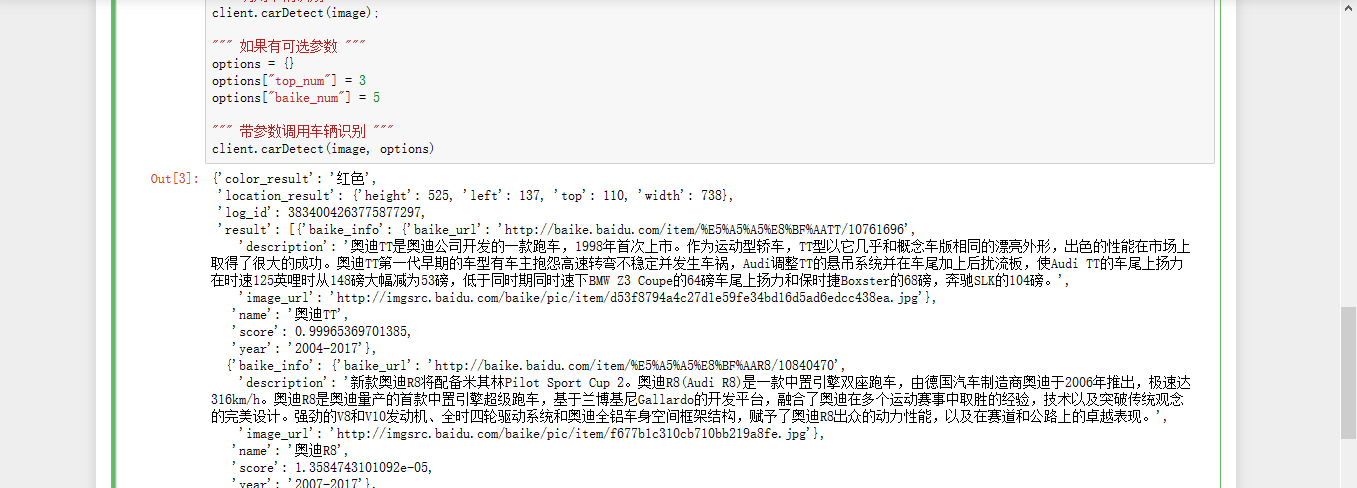 client.carDetect(image);
""" 如果有可选参数 """
options = {}
options["top_num"] = 3
options["baike_num"] = 5
""" 带参数调用车辆识别 """
client.carDetect(image, options)
Out[3]: {'color_result': '红色',
'location_result': {'height': 525, 'left': 137, 'top': 110, 'width': 738},
'log_id': 3834004263775877297,
'result': [{'baike_info': {'baike_url': 'http://baike.baidu.com/item/%E5%A5%A5%E8%BF%AATT/10761696',
'description': '奥迪TT是奥迪公司开发的一款跑车，1998年首次上市。作为运动型轿车，TT型以它几乎和概念车版相同的漂亮外形，出色的性能在市场上
取得了很大的成功。奥迪TT第一代早期的车型有车主抱怨高速转弯不稳定并发生车祸，Audi调整TT的悬吊系统并在车尾加上后扰流板，使Audi TT的车尾上扬力
在时速125英哩时从148磅大幅减为53磅，低于同时期同时速下BMW Z3 Coupe的64磅车尾上扬力和保时捷Boxster的68磅，奔驰SLK的104磅。',
'image_url': 'http://imgsrc.baidu.com/baike/pic/item/d53f8794a4c27d1e59fe34bd16d5ad6edcc438ea.jpg'},
'name': '奥迪TT',
'score': 0.99965369701385,
'year': '2004-2017'},
{'baike_info': {'baike_url': 'http://baike.baidu.com/item/%E5%A5%A5%E8%BF%AAR8/10840470',
'description': '新款奥迪R8将配备米其林Pilot Sport Cup 2。奥迪R8(Audi R8)是一款中置引擎双座跑车，由德国汽车制造商奥迪于2006年推出，极速达
316km/h。奥迪R8是奥迪量产的首款中置引擎超级跑车，基于兰博基尼Gallardo的开发平台，融合了奥迪在多个运动赛事中取胜的经验，技术以及突破传统观念
的完美设计。强劲的V8和V10发动机、全时四轮驱动系统和奥迪全铝车身空间框架结构，赋予了奥迪R8出众的动力性能，以及在赛道和公路上的卓越表现。',
'image_url': 'http://imgsrc.baidu.com/baike/pic/item/f677b1c310cb710bb219a8fe.jpg'},
'name': '奥迪R8',
'score': 1.3584743101092e-05,
'year': '2007-2017'},